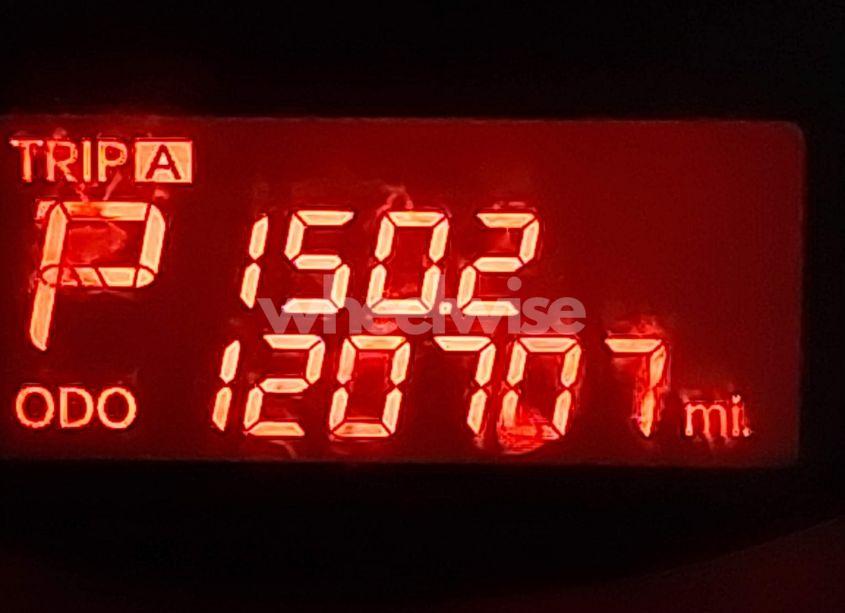 TRIP A
P 150.2
wheelwise
ODO 120707 mi.